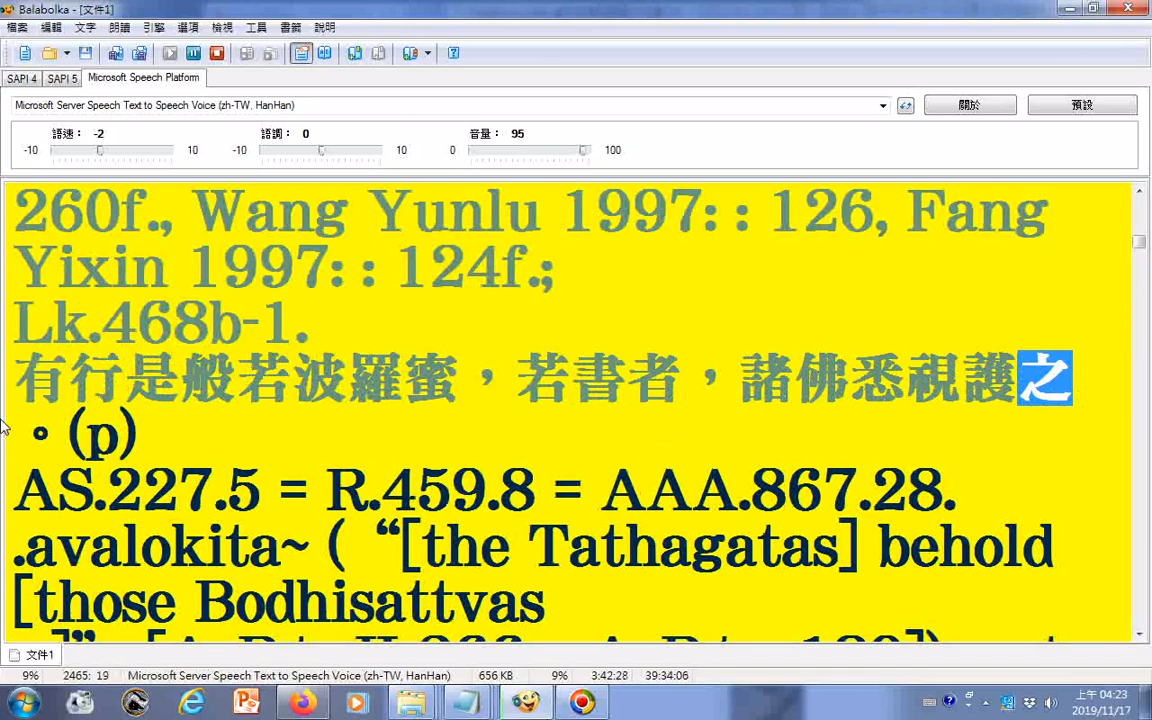 Balabolka - [文件1]
檔案 編輯 文字 朗讀 引擎 選項 檢視 工具 書籤 說明
SAPI 4 SAPI 5 Microsoft Speech Platform
Microsoft Server Speech Text to Speech Voice (zh-TW, HanHan) 關於 預設
語速： -2 語調： 0 音量： 95
-10 10 -10 10 0 100
260f., Wang Yunlu 1997: : 126, Fang
Yixin 1997: : 124f.;
Lk.468b-1.
有行是般若波羅蜜，若書者，諸佛悉視護之
。(p)
AS.227.5 = R.459.8 = AAA.867.28.
.avalokita~ ( “[the Tathagatas] behold
[those Bodhisattvas
文件1
9% 2465: 19 Microsoft Server Speech Text to Speech Voice (zh-TW, HanHan) 656 KB 9% 3:42:28 39:34:06
上午 04:23
2019/11/17